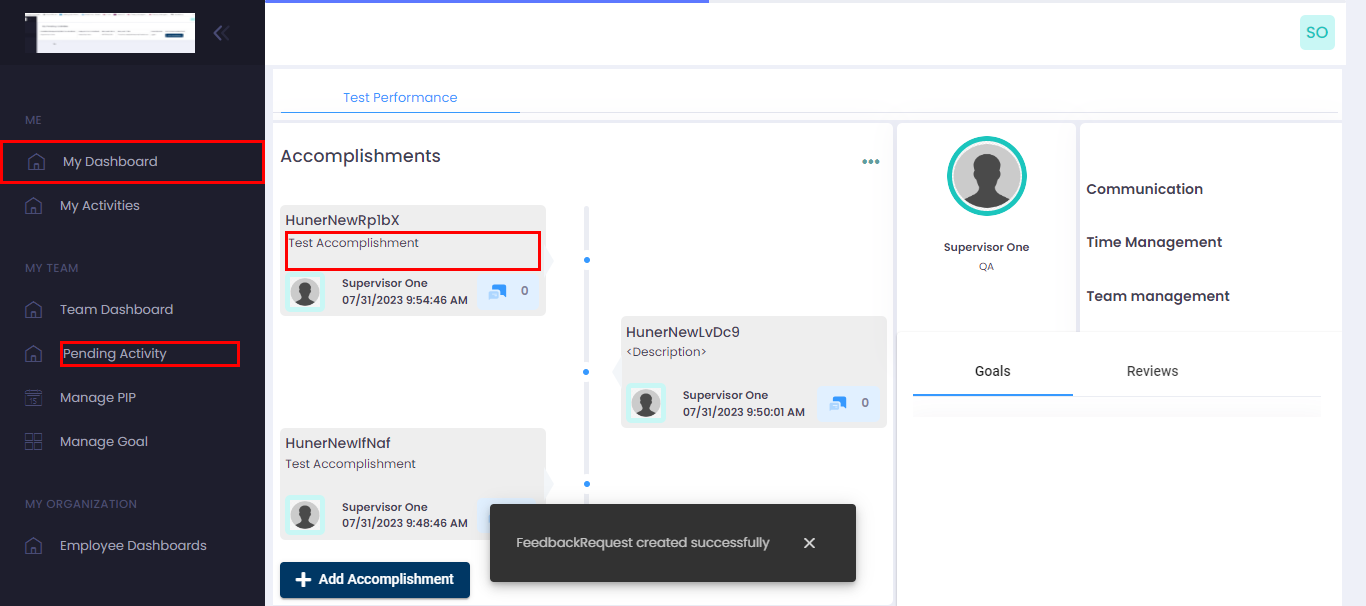 SO
ME
My Dashboard
My Activities
MY TEAM
Team Dashboard
Pending Activity
15
Manage PIP
Manage Goal
MY ORGANIZATION
Employee Dashboards
Test Performance
Accomplishments
HunerNewRp1bX
Test Accomplishment
Supervisor One
07/31/2023 9:54:46 AM
0
HunerNewLvDc9
<Description>
Supervisor One
07/31/2023 9:50:01 AM
0
HunerNewIfNaf
Test Accomplishment
Supervisor One
07/31/2023 9:48:46 AM
Add Accomplishment
FeedbackRequest created successfully
Supervisor One
QA
Communication
Time Management
Team management
Goals
Reviews